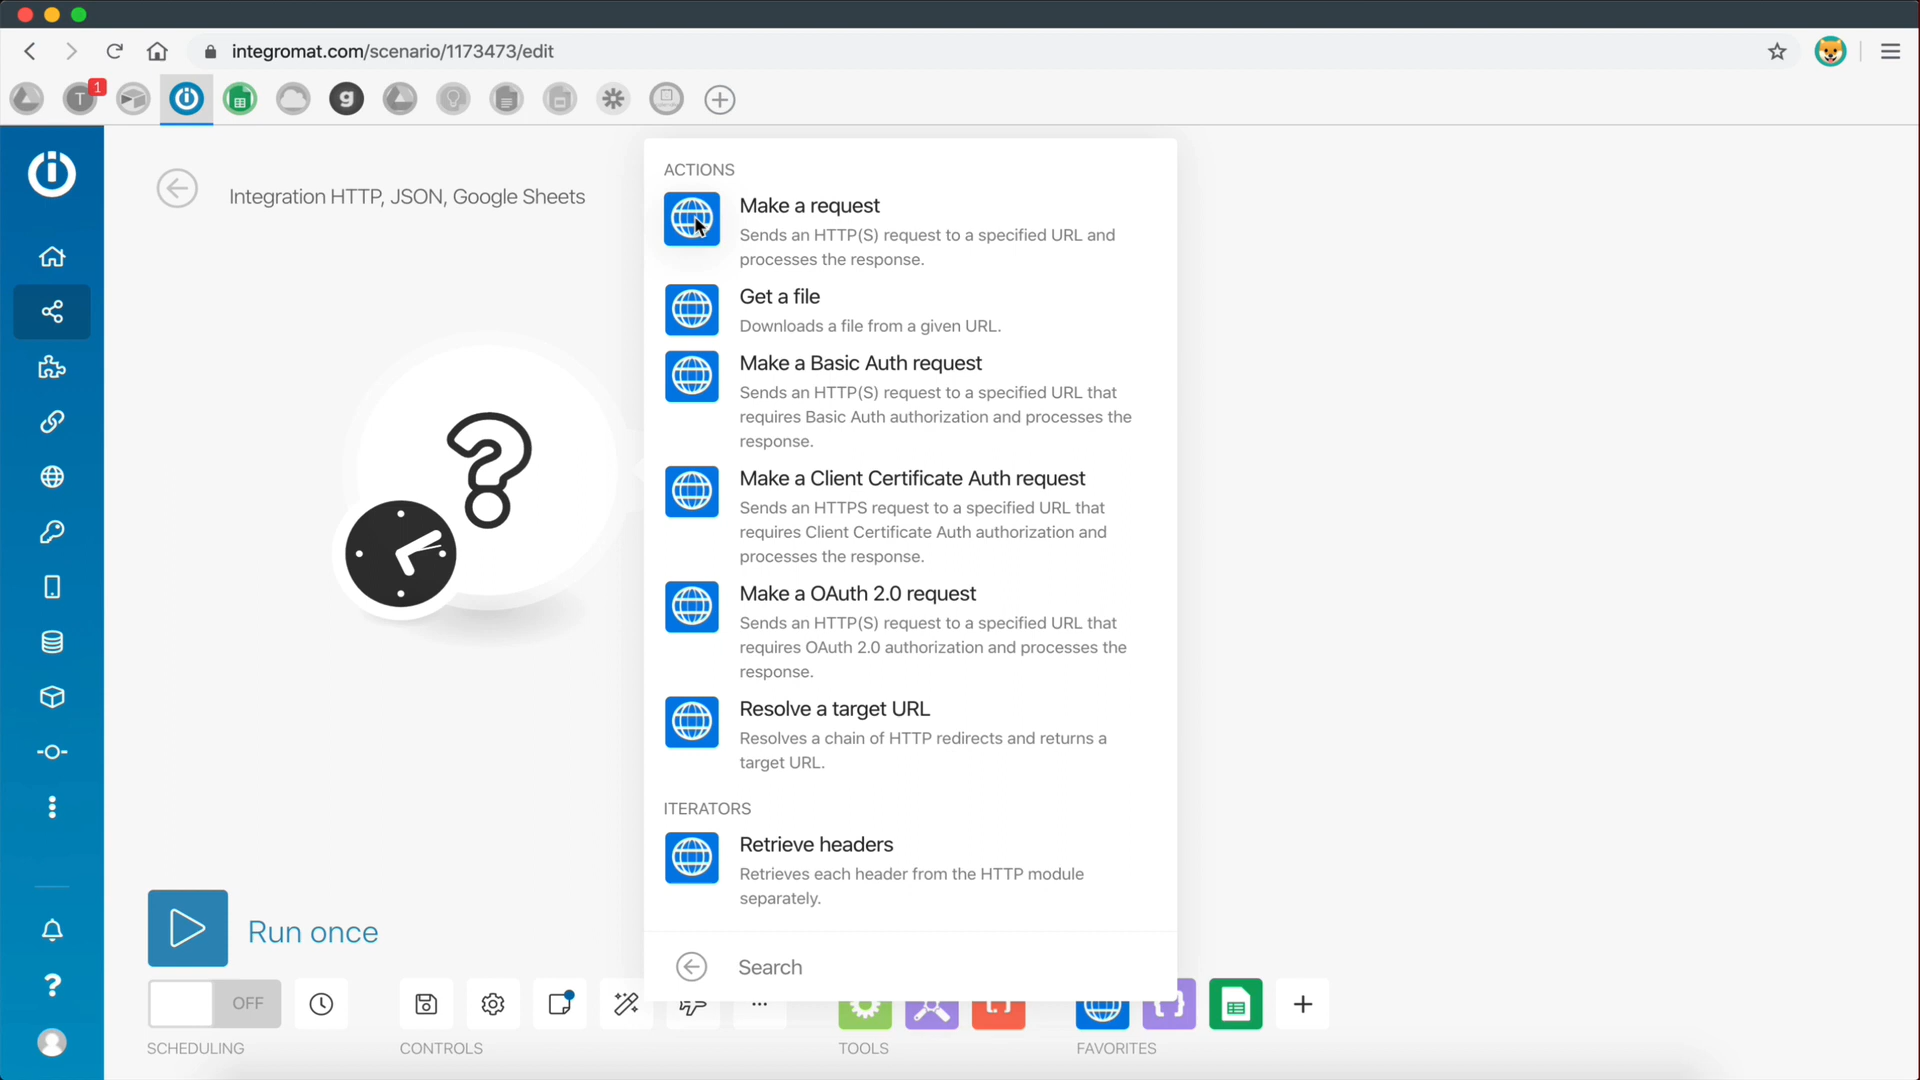 integromat.com/scenario/1173473/edit
T
1
g
Integration HTTP, JSON, Google Sheets
ACTIONS
Make a request
Sends an HTTP(S) request to a specified URL and
processes the response.
Get a file
Downloads a file from a given URL.
Make a Basic Auth request
Sends an HTTP(S) request to a specified URL that
requires Basic Auth authorization and processes the
response.
Make a Client Certificate Auth request
Sends an HTTPS request to a specified URL that
requires Client Certificate Auth authorization and
processes the response.
Make a OAuth 2.0 request
Sends an HTTP(S) request to a specified URL that
requires OAuth 2.0 authorization and processes the
response.
Resolve a target URL
Resolves a chain of HTTP redirects and returns a
target URL.
ITERATORS
Retrieve headers
Retrieves each header from the HTTP module
separately.
Search
Run once
OFF
SCHEDULING
CONTROLS
TOOLS
FAVORITES